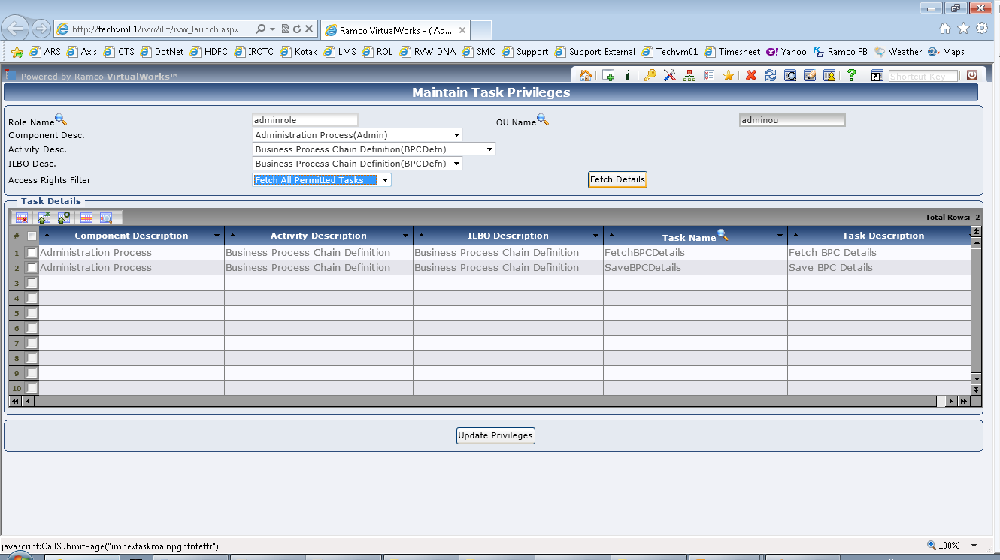 http://techvm01/rvw/ilrt/rvw_launch.aspx
Ramco VirtualWorks - ( Ad...
ARS Axis CTS DotNet HDFC IRCTC Kotak LMS ROL RVW_DNA SMC Support Support_External Techvm01 Timesheet Yahoo Ramco FB Weather Maps
Powered by Ramco VirtualWorks™ Shortcut Key
Maintain Task Privileges
Role Name adminrole OU Name adminou
Component Desc. Administration Process(Admin)
Activity Desc. Business Process Chain Definition(BPCDefn)
ILBO Desc. Business Process Chain Definition(BPCDefn)
Access Rights Filter Fetch All Permitted Tasks Fetch Details
Task Details
Total Rows: 2
# Component Description Activity Description ILBO Description Task Name Task Description
1 Administration Process Business Process Chain Definition Business Process Chain Definition FetchBPCDetails Fetch BPC Details
2 Administration Process Business Process Chain Definition Business Process Chain Definition SaveBPCDetails Save BPC Details
3
4
5
6
7
8
9
10
Update Privileges
javascript:CallSubmitPage("impextaskmainpgbtnfettr") 100%